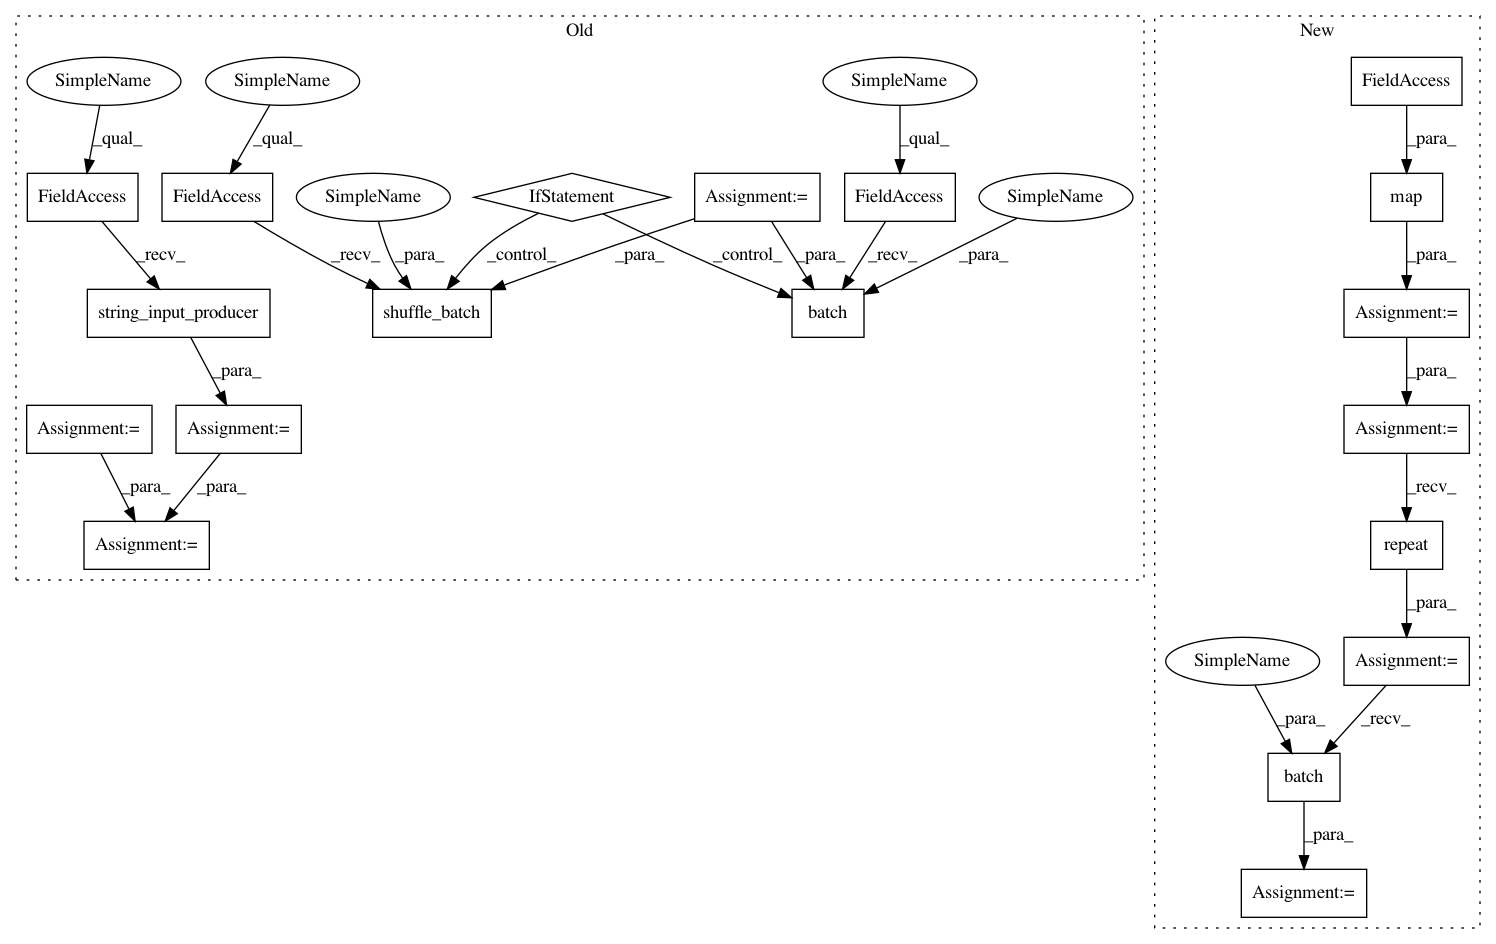 Old
New
SimpleName
SimpleName
SimpleName
FieldAccess
_qual_
_qual_
_qual_
_para_
FieldAccess
FieldAccess
SimpleName
IfStatement
Assignment:=
FieldAccess
SimpleName
map
_recv_
_recv_
_para_
_control_
_para_
_control_
_para_
_recv_
_para_
_para_
string_input_producer
shuffle_batch
batch
Assignment:=
_para_
_para_
Assignment:=
Assignment:=
Assignment:=
_para_
_para_
_recv_
Assignment:=
repeat
_para_
SimpleName
Assignment:=
_para_
_recv_
batch
_para_
Assignment:=